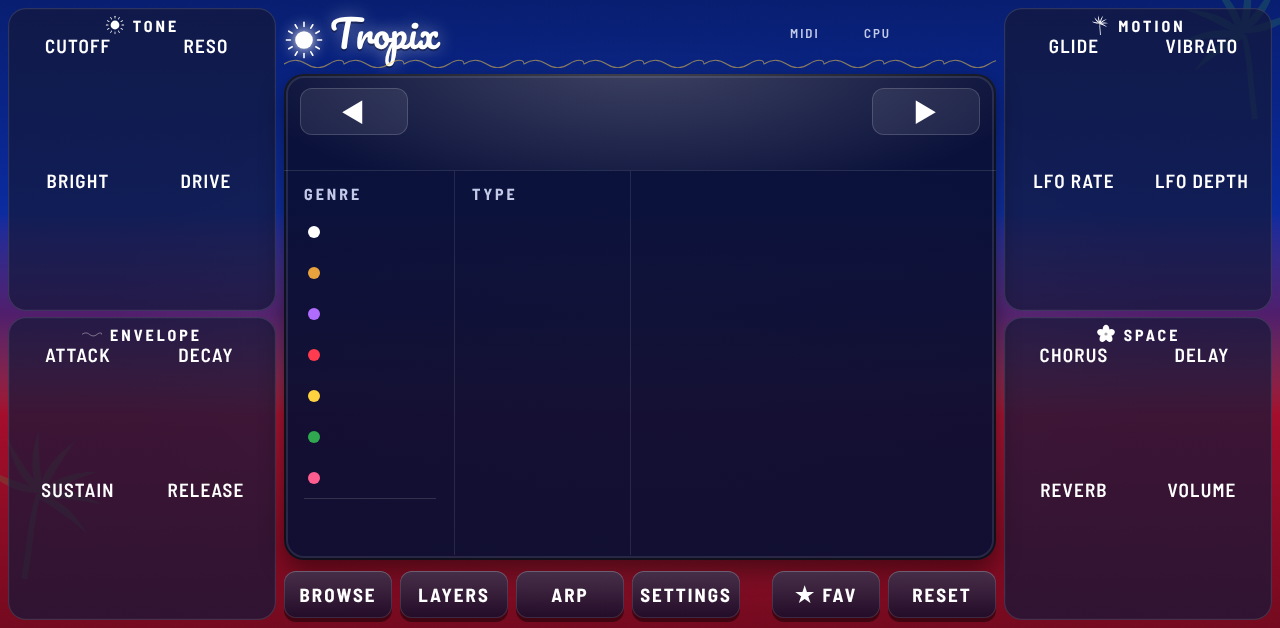 TONE
CUTOFF RESO
BRIGHT DRIVE
ENVELOPE
ATTACK DECAY
SUSTAIN RELEASE
Tropix
MIDI CPU
◀ ▶
GENRE TYPE
BROWSE LAYERS ARP SETTINGS ★ FAV RESET
MOTION
GLIDE VIBRATO
LFO RATE LFO DEPTH
SPACE
CHORUS DELAY
REVERB VOLUME